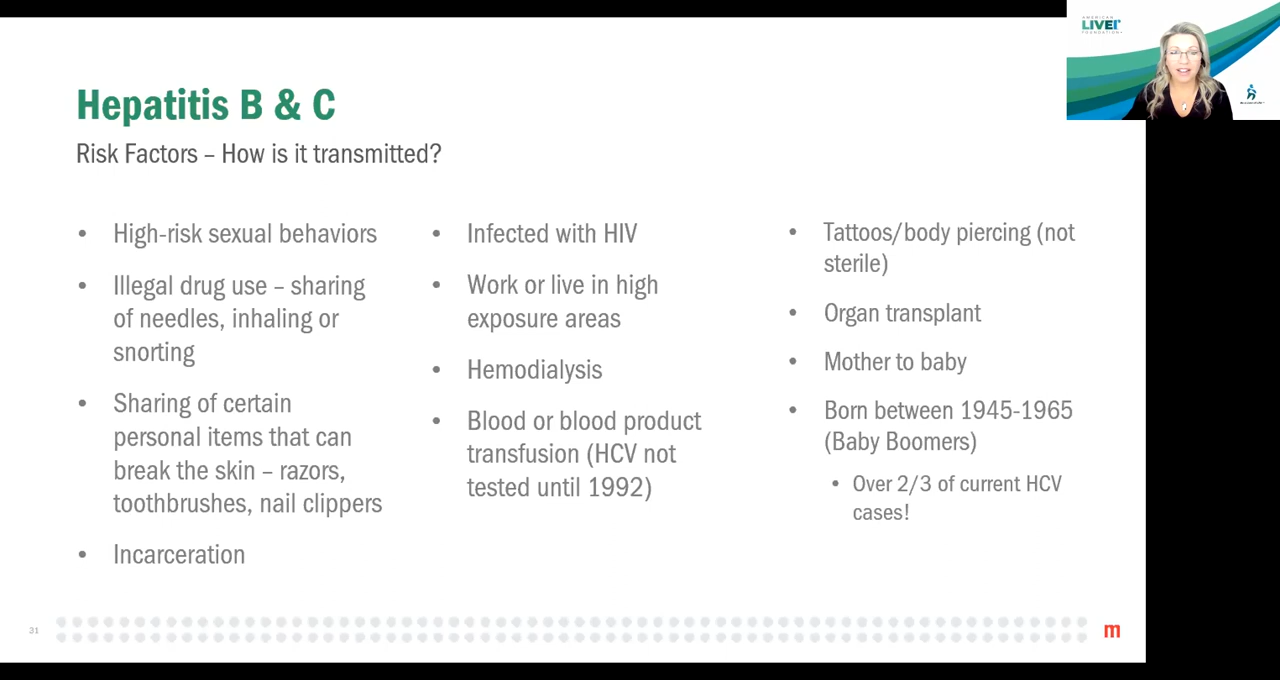 Hepatitis B & C
Risk Factors – How is it transmitted?
• High-risk sexual behaviors
• Illegal drug use – sharing
of needles, inhaling or
snorting
• Sharing of certain
personal items that can
break the skin – razors,
toothbrushes, nail clippers
• Incarceration
• Infected with HIV
• Work or live in high
exposure areas
• Hemodialysis
• Blood or blood product
transfusion (HCV not
tested until 1992)
• Tattoos/body piercing (not
sterile)
• Organ transplant
• Mother to baby
• Born between 1945-1965
(Baby Boomers)
• Over 2/3 of current HCV
cases!
31
m
AMERICAN
LIVER
FOUNDATION